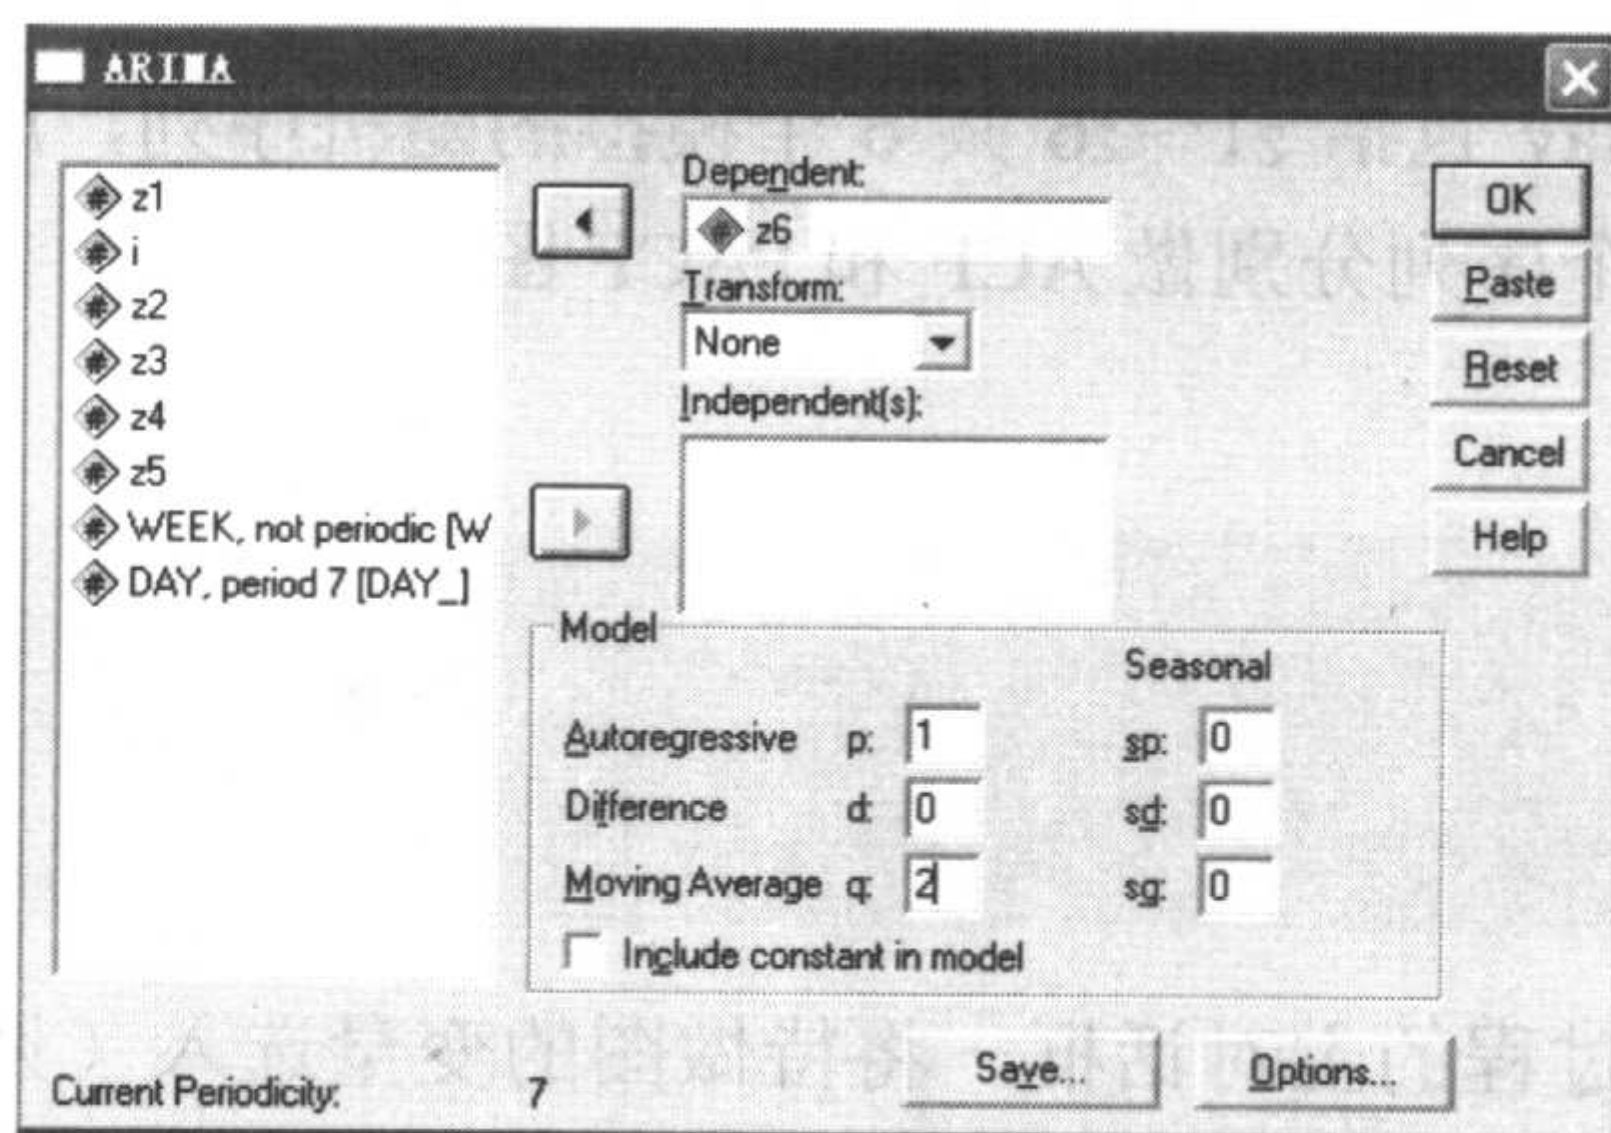 ARIMA
z1
i
z2
z3
z4
z5
WEEK, not periodic [W
DAY, period 7 [DAY_]
Dependent:
z6
Transform:
None
Independent(s):
OK
Paste
Reset
Cancel
Help
Model
Seasonal
Autoregressive p: 1 sp: 0
Difference d: 0 sd: 0
Moving Average q: 2 sq: 0
Include constant in model
Save...
Options...
Current Periodicity: 7